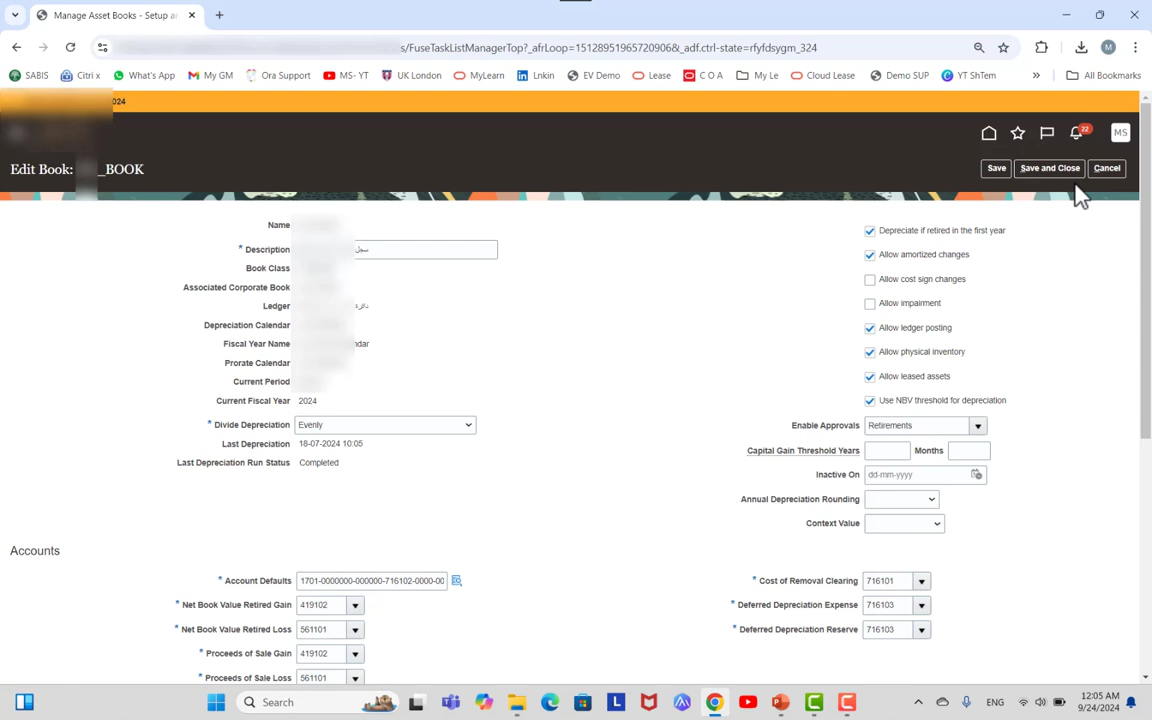 Manage Asset Books - Setup an
s/FuseTaskListManagerTop?_afrLoop=15128951965720906&_adf.ctrl-state=rfyfdsygm_324
M
SABIS
Citri x
What's App
My GM
Ora Support
MS- YT
UK London
MyLearn
Lnkin
EV Demo
Lease
C O A
My Le
Cloud Lease
Demo SUP
YT ShTem
»
All Bookmarks
2024
22
MS
Edit Book: _BOOK
Save
Save and Close
Cancel
Name
* Description سجل
Book Class
Associated Corporate Book
Ledger دائرة
Depreciation Calendar
Fiscal Year Name ndar
Prorate Calendar
Current Period
Current Fiscal Year 2024
* Divide Depreciation Evenly
Last Depreciation 18-07-2024 10:05
Last Depreciation Run Status Completed
Depreciate if retired in the first year
Allow amortized changes
Allow cost sign changes
Allow impairment
Allow ledger posting
Allow physical inventory
Allow leased assets
Use NBV threshold for depreciation
Enable Approvals Retirements
Capital Gain Threshold Years Months
Inactive On dd-mm-yyyy
Annual Depreciation Rounding
Context Value
Accounts
* Account Defaults 1701-0000000-000000-716102-0000-00
* Net Book Value Retired Gain 419102
* Net Book Value Retired Loss 561101
* Proceeds of Sale Gain 419102
* Proceeds of Sale Loss 561101
* Cost of Removal Clearing 716101
* Deferred Depreciation Expense 716103
* Deferred Depreciation Reserve 716103
Search
ENG
12:05 AM
9/24/2024